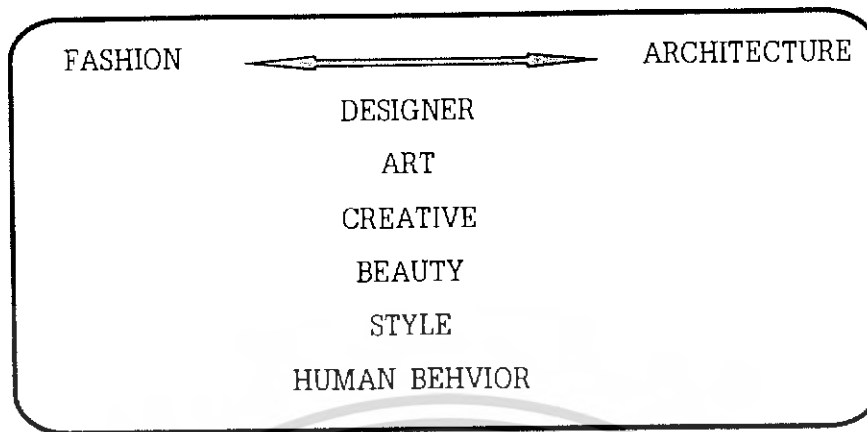 FASHION ARCHITECTURE
DESIGNER
ART
CREATIVE
BEAUTY
STYLE
HUMAN BEHVIOR